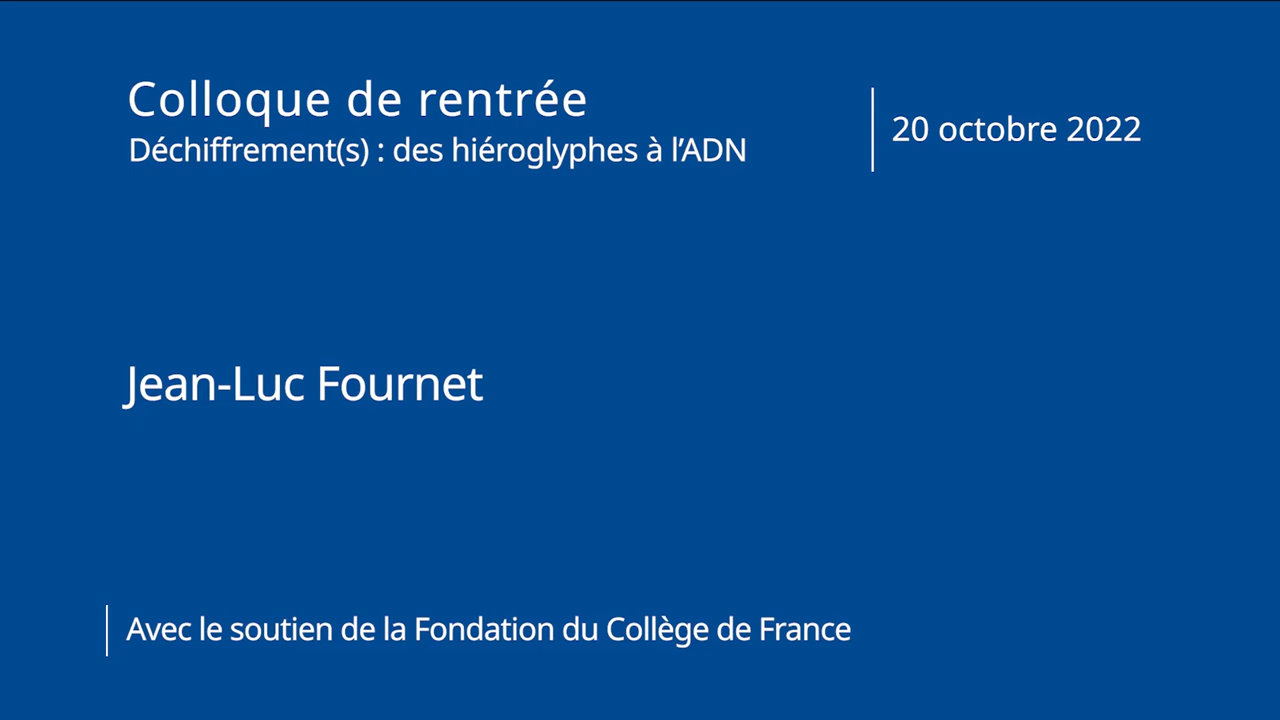 Colloque de rentrée
Déchiffrement(s) : des hiéroglyphes à l’ADN
20 octobre 2022
Jean-Luc Fournet
Avec le soutien de la Fondation du Collège de France